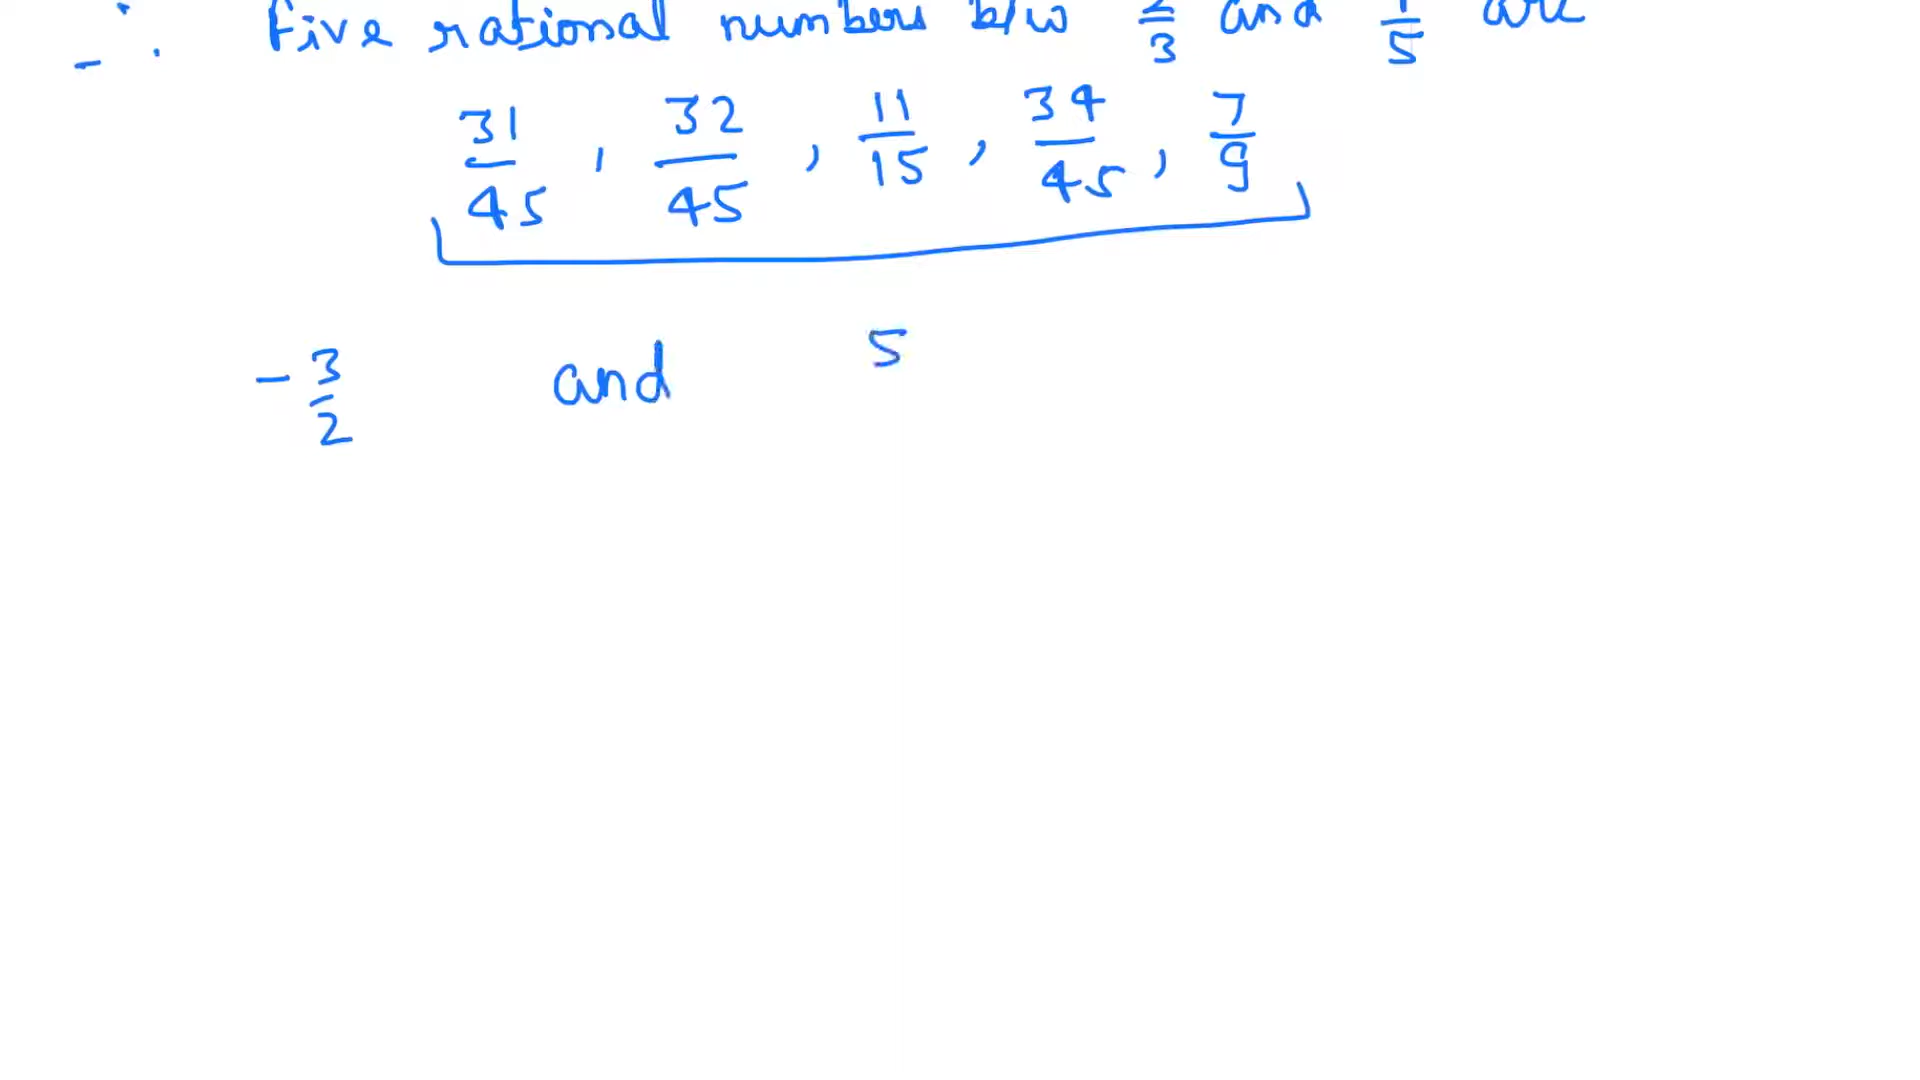 ∴ Five rational numbers b/w 2/3 and 4/5 are
31/45 , 32/45 , 11/15 , 34/45 , 7/9
- 3/2 and 5